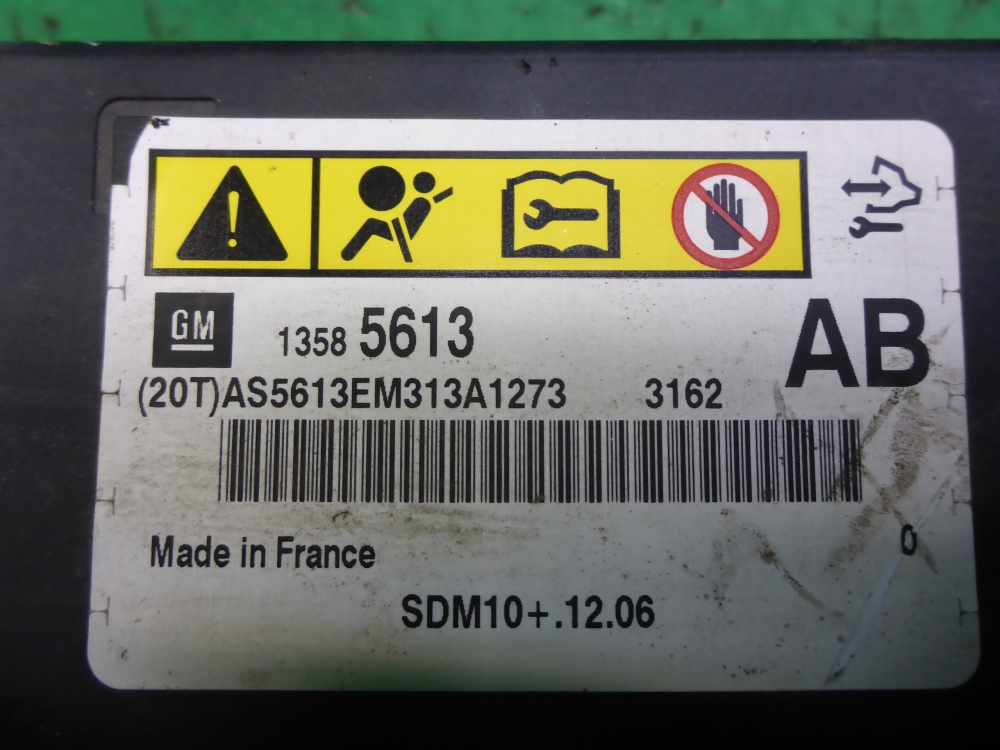 GM 1358 5613 AB
(20T)AS5613EM313A1273 3162
Made in France
0
SDM10+.12.06